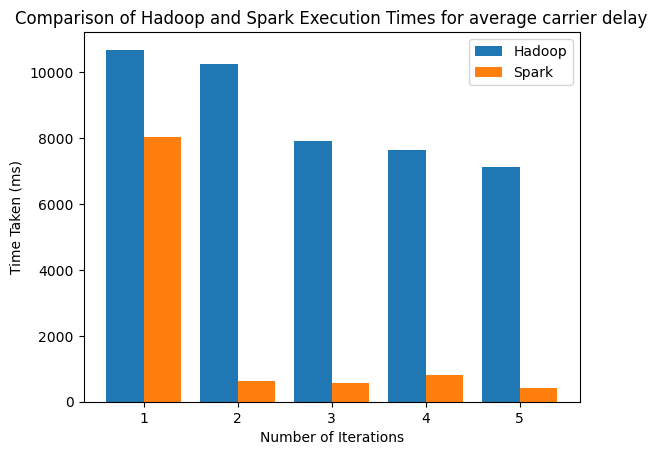 Comparison of Hadoop and Spark Execution Times for average carrier delay
Hadoop
Spark
Time Taken (ms)
10000
8000
6000
4000
2000
0
1
2
3
4
5
Number of Iterations